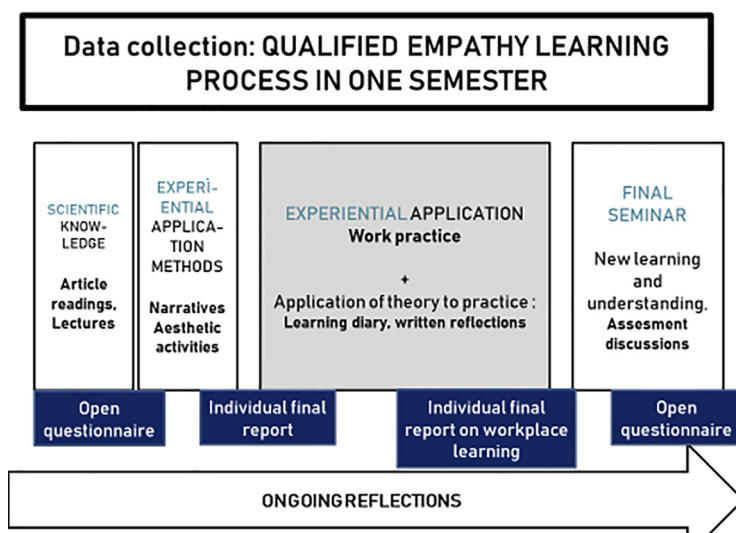 Data collection: QUALIFIED EMPATHY LEARNING
PROCESS IN ONE SEMESTER
SCIENTIFIC
KNOW-
LEDGE
Article
readings,
Lectures
EXPERÌ-
ENTIAL
APPLICA-
TION
METHODS
Narratives
Aesthetic
activities
EXPERIENTIAL APPLICATION
Work practice
+
Application of theory to practice :
Learning diary, written reflections
FINAL
SEMINAR
New learning
and
understanding.
Assesment
discussions
Open
questionnaire
Individual final
report
Individual final
report on workplace
learning
Open
questionnaire
ONGOING REFLECTIONS